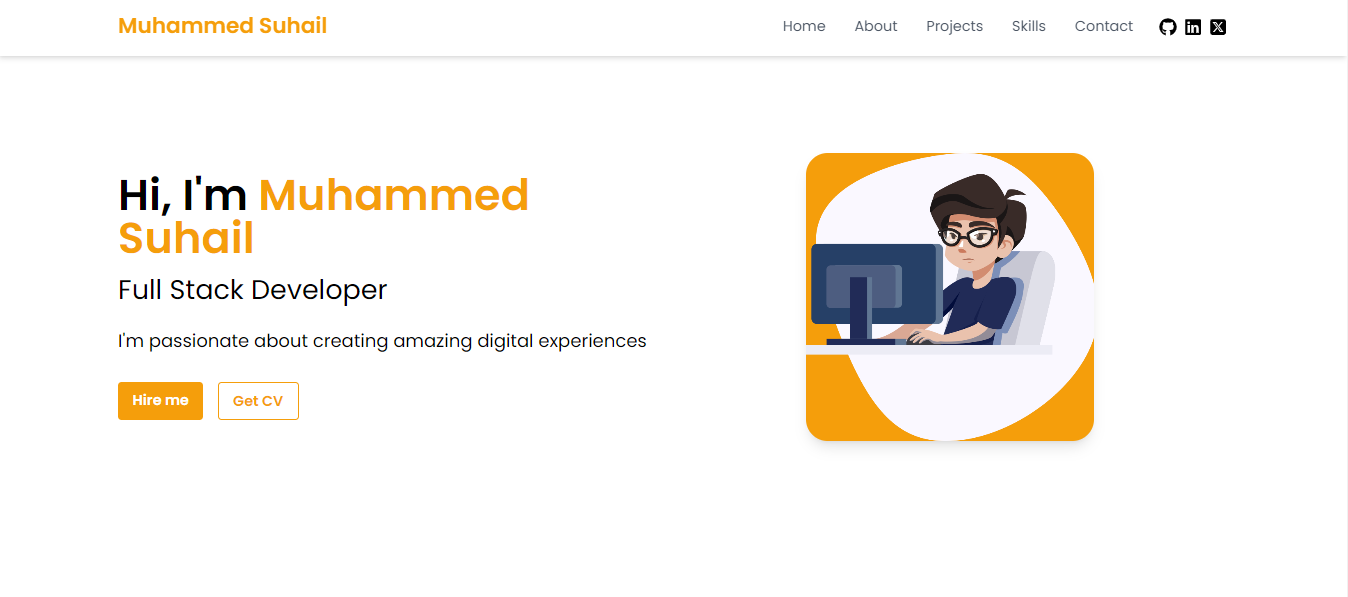 Muhammed Suhail
Home About Projects Skills Contact
Hi, I'm Muhammed
Suhail
Full Stack Developer
I'm passionate about creating amazing digital experiences
Hire me
Get CV